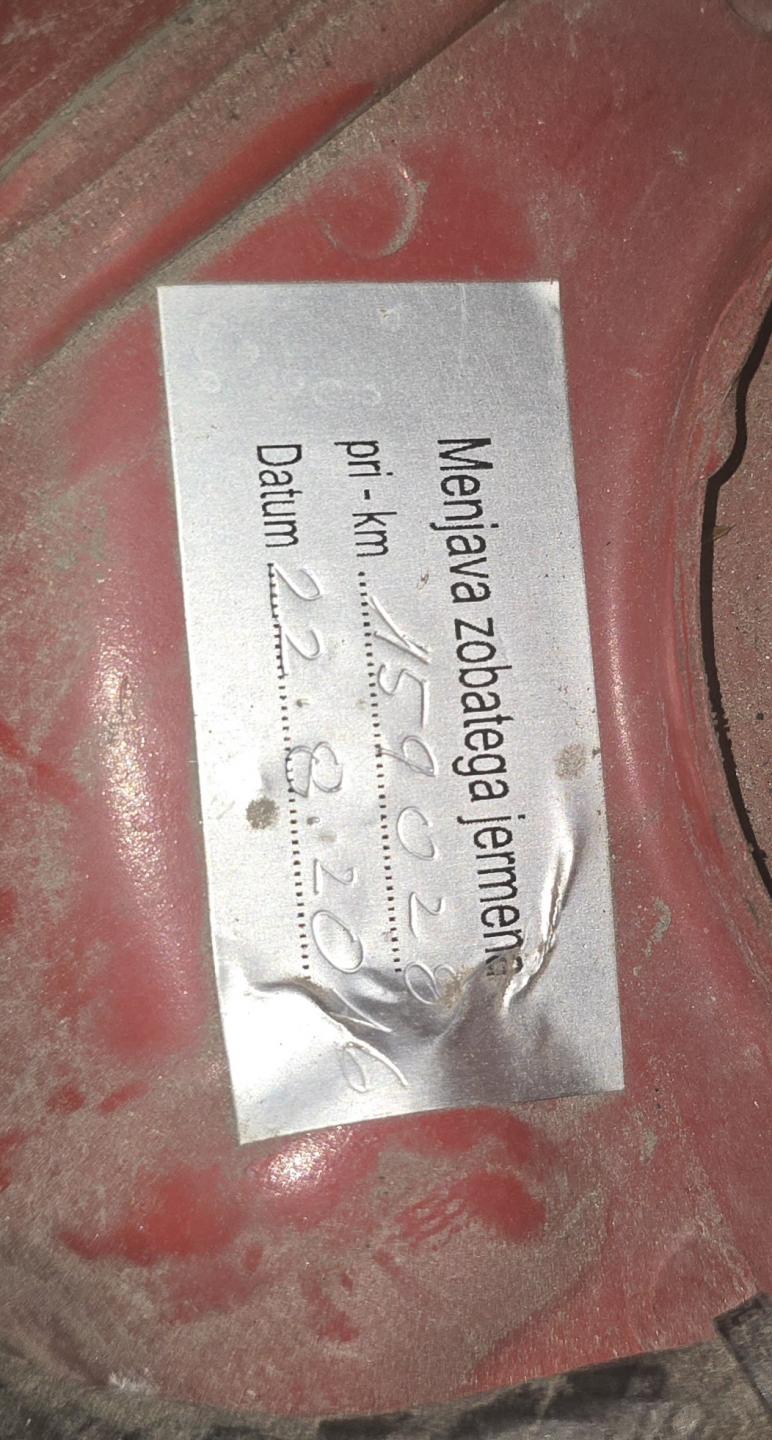 Menjava zobatega jermena
pri - km 159028
Datum 22.8.2016